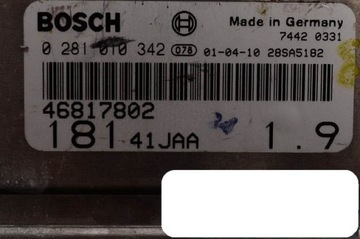 BOSCH
Made in Germany
7442 0331
0 281 010 342 078 01-04-10 28SA5182
46817802
181 41JAA 1.9